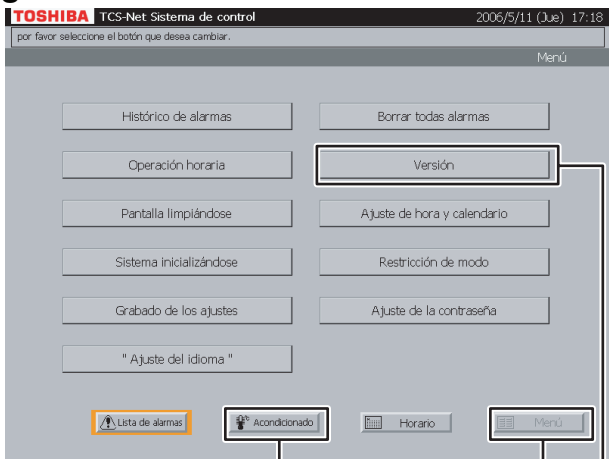 TOSHIBA TCS-Net Sistema de control 2006/5/11 (Jue) 17:18
por favor seleccione el botón que desea cambiar.
Menú
Histórico de alarmas Borrar todas alarmas
Operación horaria Versión
Pantalla limpiándose Ajuste de hora y calendario
Sistema inicializándose Restricción de modo
Grabado de los ajustes Ajuste de la contraseña
" Ajuste del idioma "
Lista de alarmas Acondicionado Horario Menú